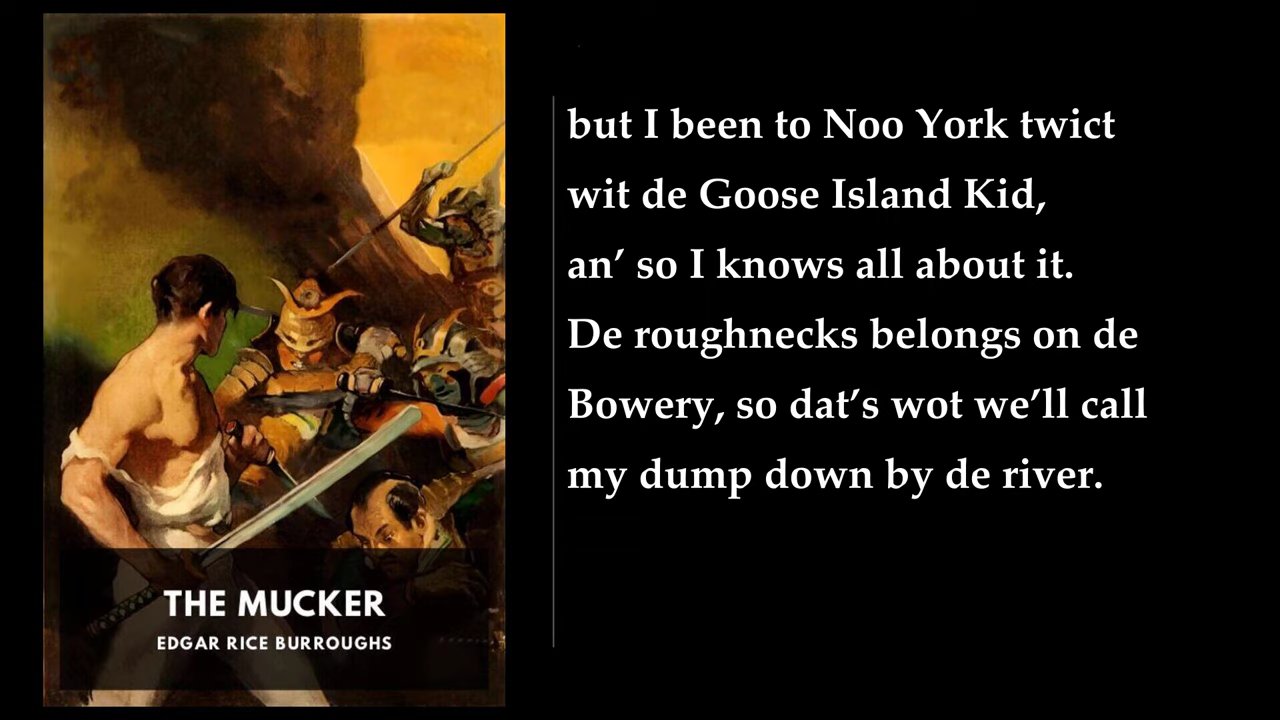 but I been to Noo York twict
wit de Goose Island Kid,
an’ so I knows all about it.
De roughnecks belongs on de
Bowery, so dat’s wot we’ll call
my dump down by de river.
THE MUCKER
EDGAR RICE BURROUGHS